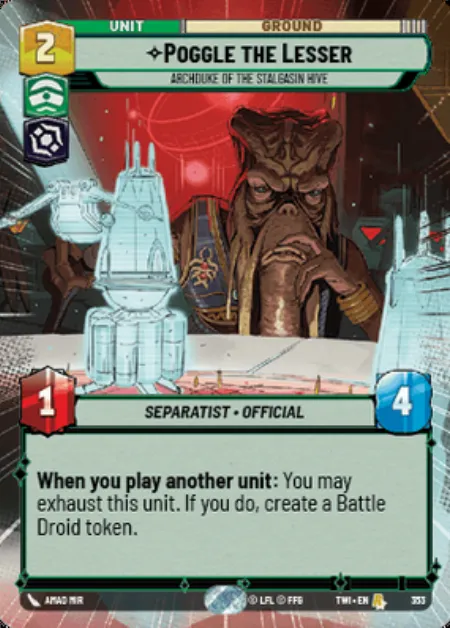 UNIT
GROUND
2
POGGLE THE LESSER
ARCHDUKE OF THE STALGASIN HIVE
1
SEPARATIST • OFFICIAL
4
When you play another unit: You may
exhaust this unit. If you do, create a Battle
Droid token.
AMAD MIR
© LFL © FFG
TWI • EN
353